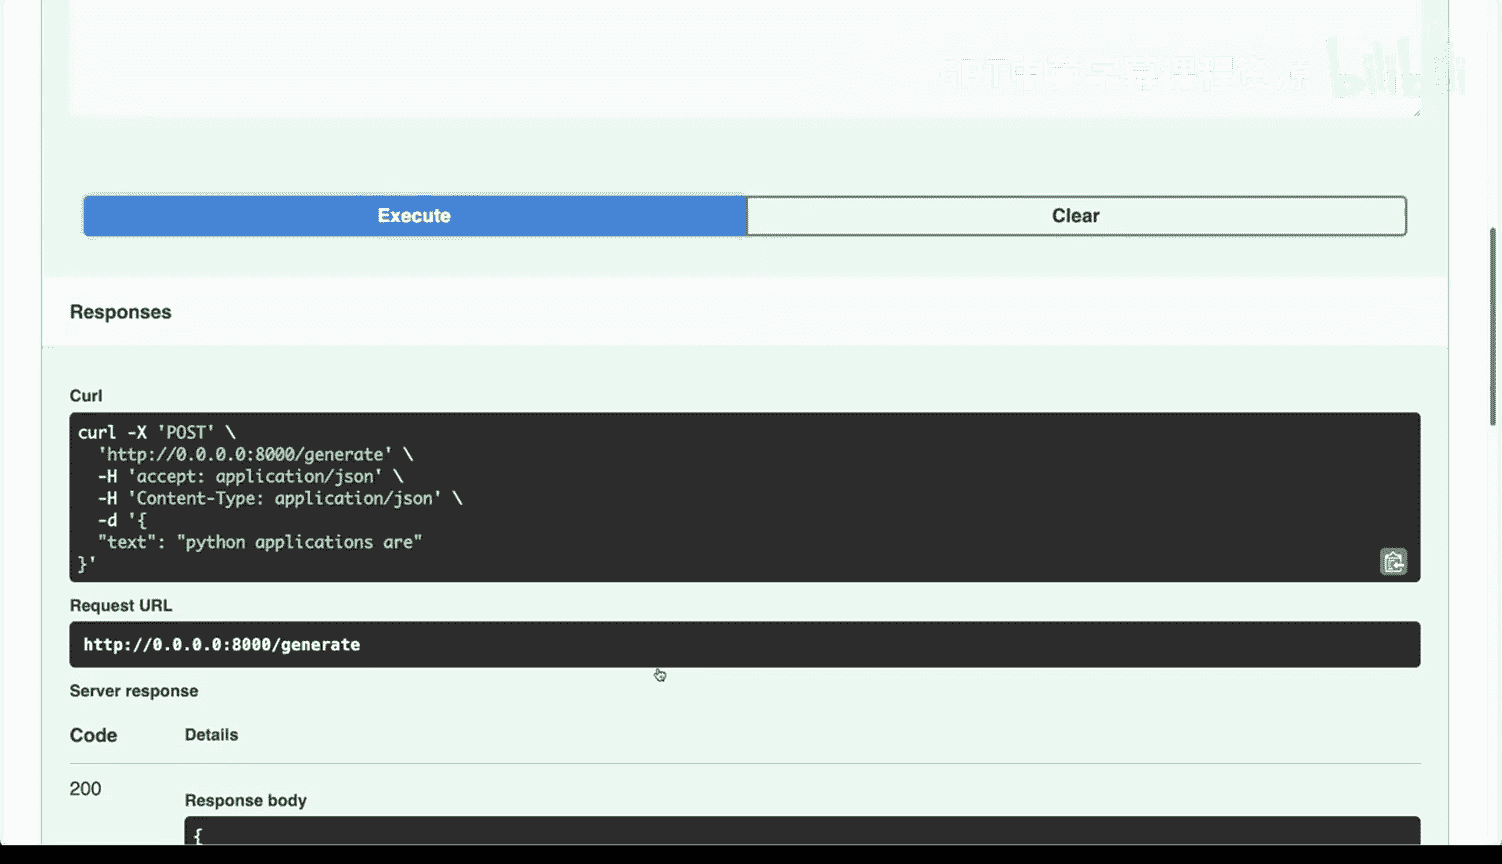 Execute
Clear
Responses
Curl
curl -X 'POST' \
'http://0.0.0.0:8000/generate' \
-H 'accept: application/json' \
-H 'Content-Type: application/json' \
-d '{
"text": "python applications are"
}'
Request URL
http://0.0.0.0:8000/generate
Server response
Code
Details
200
Response body
{